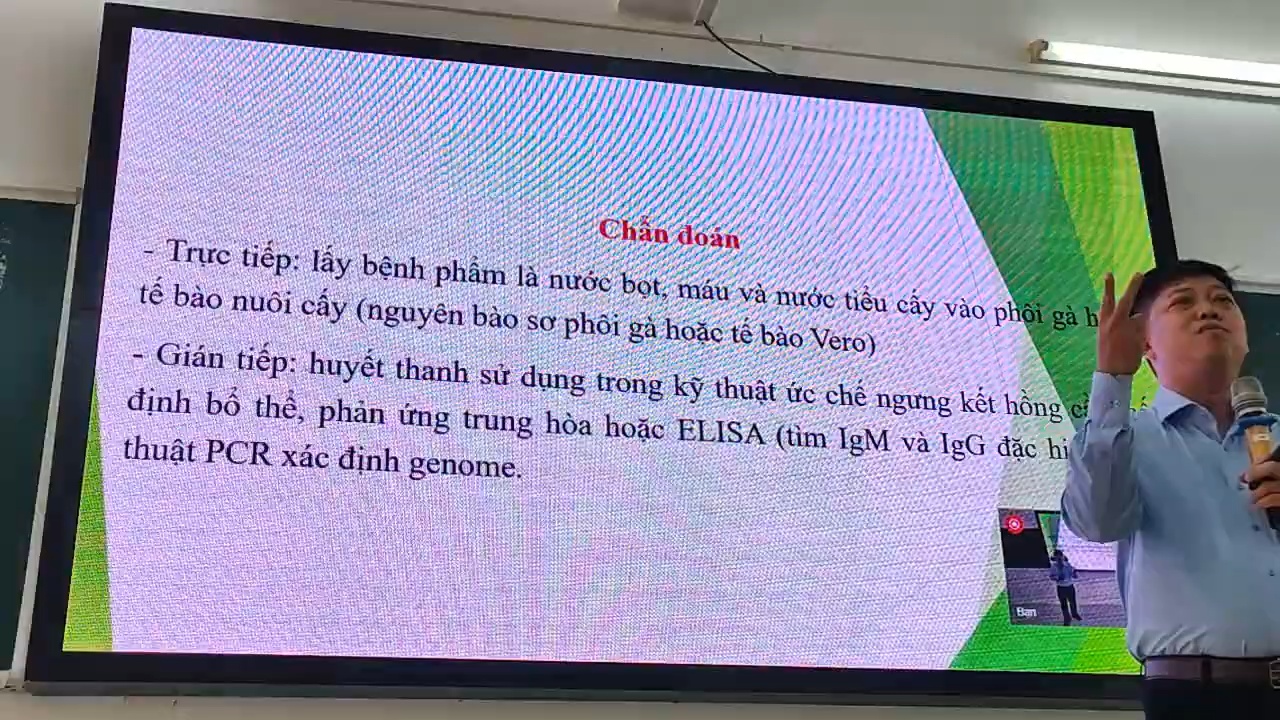 Chẩn đoán
- Trực tiếp: lấy bệnh phẩm là nước bọt, máu và nước tiểu cấy vào phôi gà
tế bào nuôi cấy (nguyên bào sơ phôi gà hoặc tế bào Vero)
- Gián tiếp: huyết thanh sử dụng trong kỹ thuật ức chế ngưng kết hồng
định bổ thể, phản ứng trung hòa hoặc ELISA (tìm IgM và IgG đặc
thuật PCR xác định genome.
Bạn